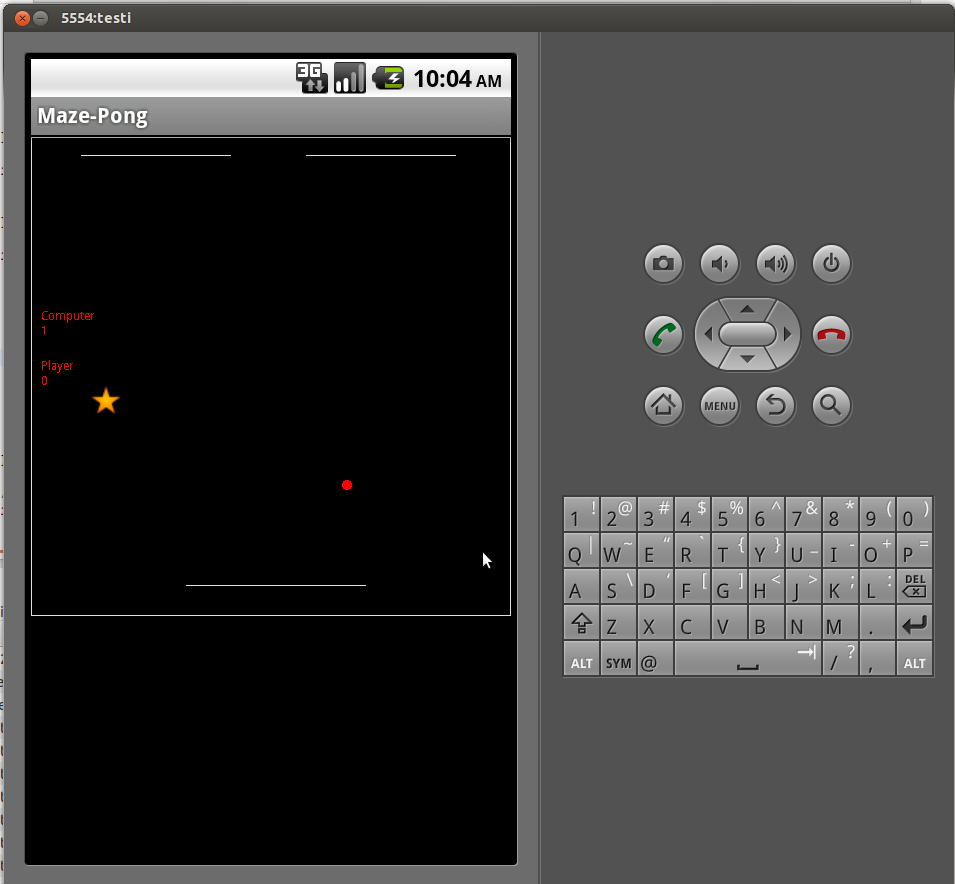 5554:testi
3G 10:04 AM
Maze-Pong
Computer
1
Player
0
MENU
1 ! 2 @ 3 # 4 $ 5 % 6 ^ 7 & 8 * 9 ( 0 )
Q | W ~ E " R ` T { Y } U _ I - O + P =
A S \ D ' F [ G ] H < J > K ; L : DEL
Z X C V B N M .
ALT SYM @ / ? , ALT